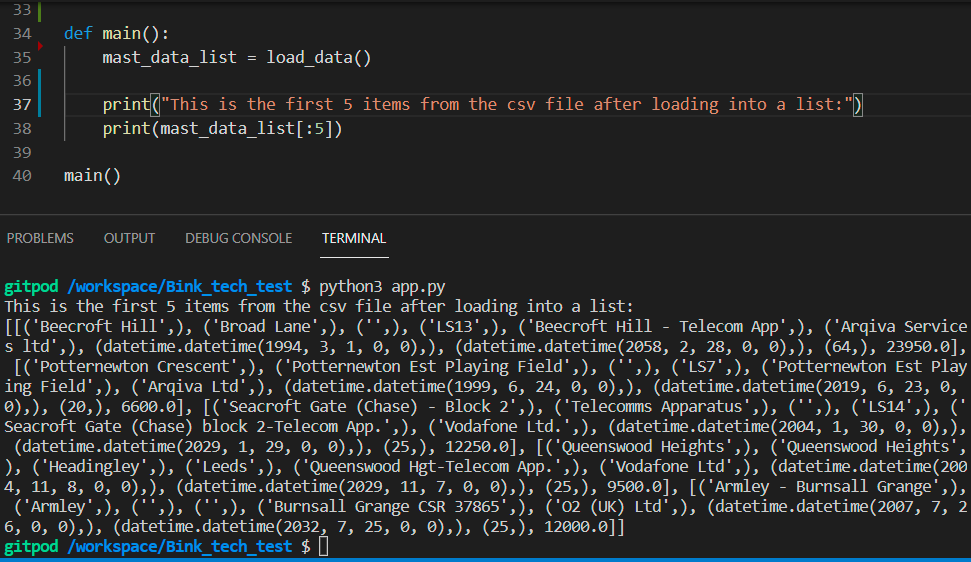 33
34 def main():
35 mast_data_list = load_data()
36
37 print("This is the first 5 items from the csv file after loading into a list:")
38 print(mast_data_list[:5])
39
40 main()
PROBLEMS OUTPUT DEBUG CONSOLE TERMINAL
gitpod /workspace/Bink_tech_test $ python3 app.py
This is the first 5 items from the csv file after loading into a list:
[[('Beecroft Hill',), ('Broad Lane',), ('',), ('LS13',), ('Beecroft Hill - Telecom App',), ('Arqiva Service
s ltd',), (datetime.datetime(1994, 3, 1, 0, 0),), (datetime.datetime(2058, 2, 28, 0, 0),), (64,), 23950.0],
[('Potternewton Crescent',), ('Potternewton Est Playing Field',), ('',), ('LS7',), ('Potternewton Est Play
ing Field',), ('Arqiva Ltd',), (datetime.datetime(1999, 6, 24, 0, 0),), (datetime.datetime(2019, 6, 23, 0,
0),), (20,), 6600.0], [('Seacroft Gate (Chase) - Block 2',), ('Telecomms Apparatus',), ('',), ('LS14',), ('
Seacroft Gate (Chase) block 2-Telecom App.',), ('Vodafone Ltd.',), (datetime.datetime(2004, 1, 30, 0, 0),),
(datetime.datetime(2029, 1, 29, 0, 0),), (25,), 12250.0], [('Queenswood Heights',), ('Queenswood Heights',
), ('Headingley',), ('Leeds',), ('Queenswood Hgt-Telecom App.',), ('Vodafone Ltd',), (datetime.datetime(200
4, 11, 8, 0, 0),), (datetime.datetime(2029, 11, 7, 0, 0),), (25,), 9500.0], [('Armley - Burnsall Grange',),
('Armley',), ('',), ('',), ('Burnsall Grange CSR 37865',), ('O2 (UK) Ltd',), (datetime.datetime(2007, 7, 2
6, 0, 0),), (datetime.datetime(2032, 7, 25, 0, 0),), (25,), 12000.0]]
gitpod /workspace/Bink_tech_test $